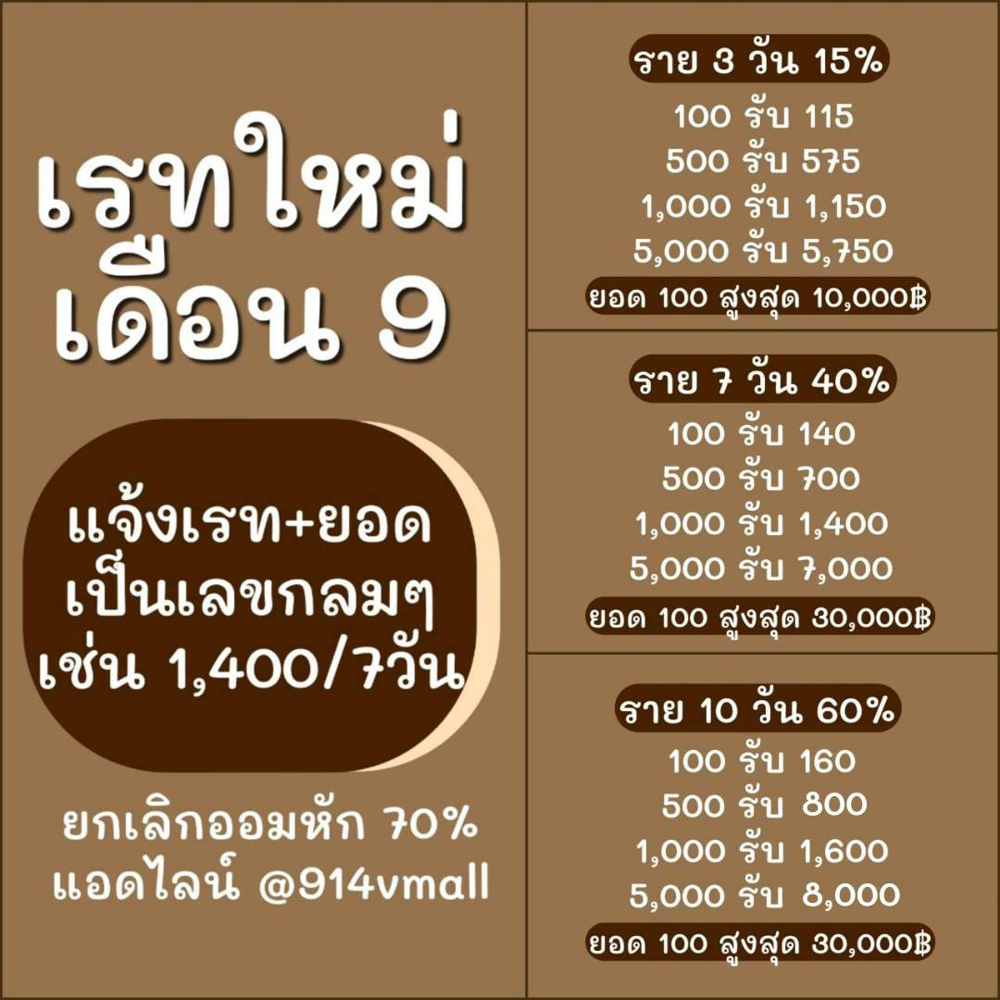 เรทใหม่
เดือน 9
แจ้งเรท+ยอด
เป็นเลขกลมๆ
เช่น 1,400/7วัน
ยกเลิกออมหัก 70%
แอดไลน์ @914vmall
ราย 3 วัน 15%
100 รับ 115
500 รับ 575
1,000 รับ 1,150
5,000 รับ 5,750
ยอด 100 สูงสุด 10,000฿
ราย 7 วัน 40%
100 รับ 140
500 รับ 700
1,000 รับ 1,400
5,000 รับ 7,000
ยอด 100 สูงสุด 30,000฿
ราย 10 วัน 60%
100 รับ 160
500 รับ 800
1,000 รับ 1,600
5,000 รับ 8,000
ยอด 100 สูงสุด 30,000฿